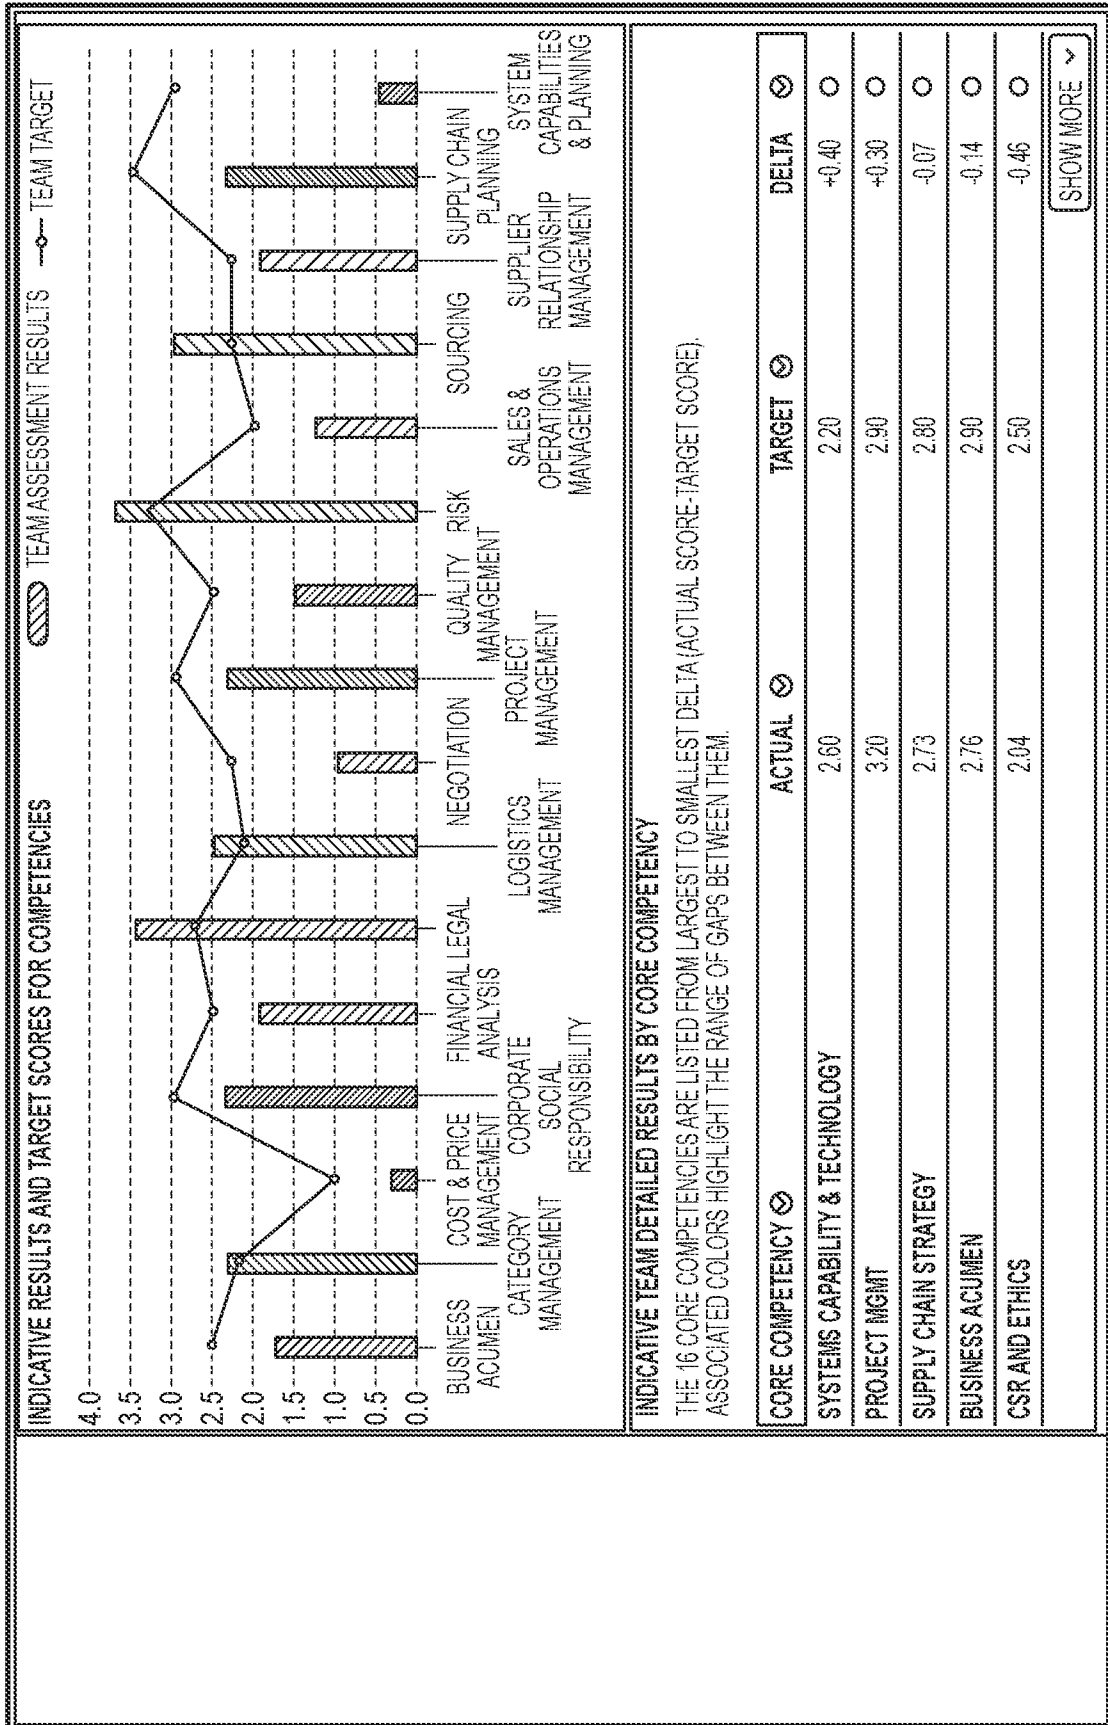 INDICATIVE RESULTS AND TARGET SCORES FOR COMPETENCIES
TEAM ASSESSMENT RESULTS
TEAM TARGET
4.0
3.5
3.0
2.5
2.0
1.5
1.0
0.5
0.0
BUSINESS
ACUMEN
CATEGORY
MANAGEMENT
COST & PRICE
MANAGEMENT
CORPORATE
SOCIAL
RESPONSIBILITY
FINANCIAL
ANALYSIS
LEGAL
LOGISTICS
MANAGEMENT
NEGOTIATION
PROJECT
MANAGEMENT
QUALITY
MANAGEMENT
RISK
SALES &
OPERATIONS
MANAGEMENT
SOURCING
SUPPLIER
RELATIONSHIP
MANAGEMENT
SUPPLY CHAIN
PLANNING
SYSTEM
CAPABILITIES
& PLANNING
INDICATIVE TEAM DETAILED RESULTS BY CORE COMPETENCY
THE 16 CORE COMPETENCIES ARE LISTED FROM LARGEST TO SMALLEST DELTA (ACTUAL SCORE-TARGET SCORE).
ASSOCIATED COLORS HIGHLIGHT THE RANGE OF GAPS BETWEEN THEM.
CORE COMPETENCY ACTUAL TARGET DELTA
SYSTEMS CAPABILITY & TECHNOLOGY 2.60 2.20 +0.40
PROJECT MGMT 3.20 2.90 +0.30
SUPPLY CHAIN STRATEGY 2.73 2.80 -0.07
BUSINESS ACUMEN 2.76 2.90 -0.14
CSR AND ETHICS 2.04 2.50 -0.46
SHOW MORE